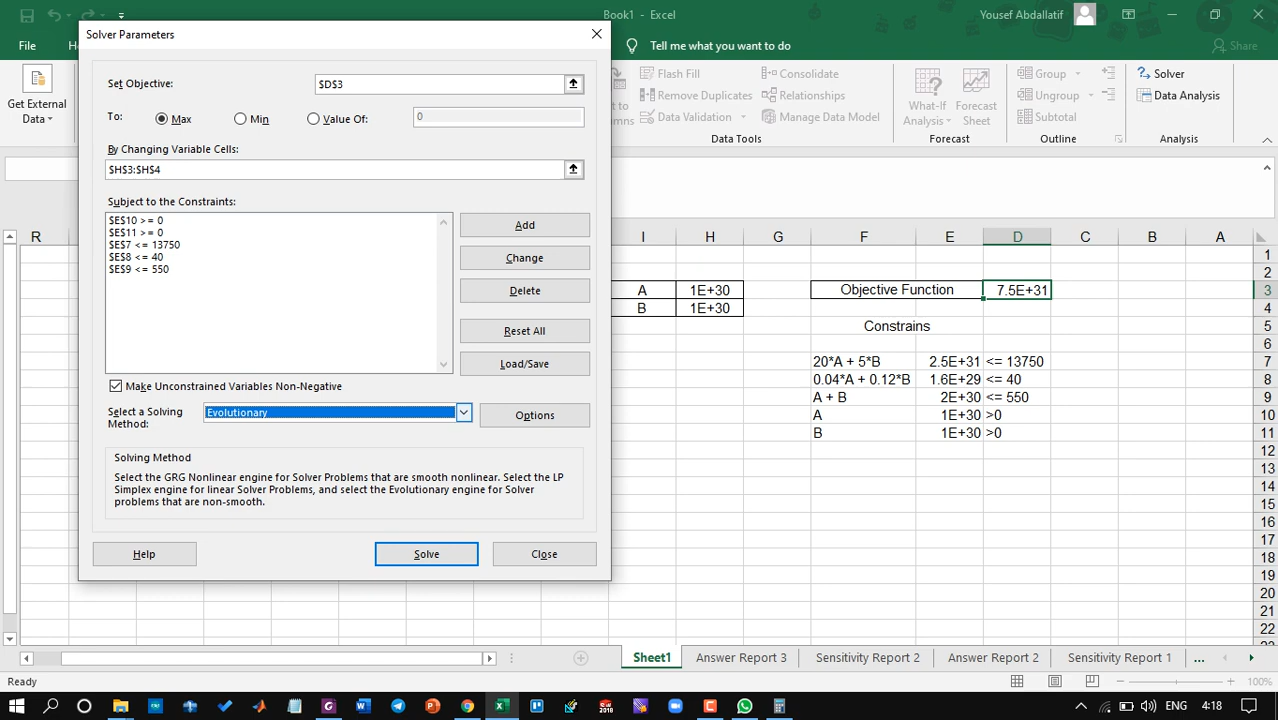 Book1 - Excel
Yousef Abdallatif
File
H
Tell me what you want to do
Share
Get External
Data
Flash Fill
Remove Duplicates
Data Validation
Consolidate
Relationships
Manage Data Model
Data Tools
What-If
Analysis
Forecast
Sheet
Forecast
Group
Ungroup
Subtotal
Outline
Solver
Data Analysis
Analysis
to
mns
Solver Parameters
Set Objective:
$D$3
To:
Max
Min
Value Of:
0
By Changing Variable Cells:
$H$3:$H$4
Subject to the Constraints:
$E$10 >= 0
$E$11 >= 0
$E$7 <= 13750
$E$8 <= 40
$E$9 <= 550
Add
Change
Delete
Reset All
Load/Save
Make Unconstrained Variables Non-Negative
Select a Solving
Method:
Evolutionary
Options
Solving Method
Select the GRG Nonlinear engine for Solver Problems that are smooth nonlinear. Select the LP
Simplex engine for linear Solver Problems, and select the Evolutionary engine for Solver
problems that are non-smooth.
Help
Solve
Close
R I H G F E D C B A
1
2
A 1E+30 Objective Function 7.5E+31 3
B 1E+30 4
Constrains 5
6
20*A + 5*B 2.5E+31 <= 13750 7
0.04*A + 0.12*B 1.6E+29 <= 40 8
A + B 2E+30 <= 550 9
A 1E+30 >0 10
B 1E+30 >0 11
12
13
14
15
16
17
18
19
20
21
22
Sheet1 Answer Report 3 Sensitivity Report 2 Answer Report 2 Sensitivity Report 1 ...
Ready
100%
ENG 4:18